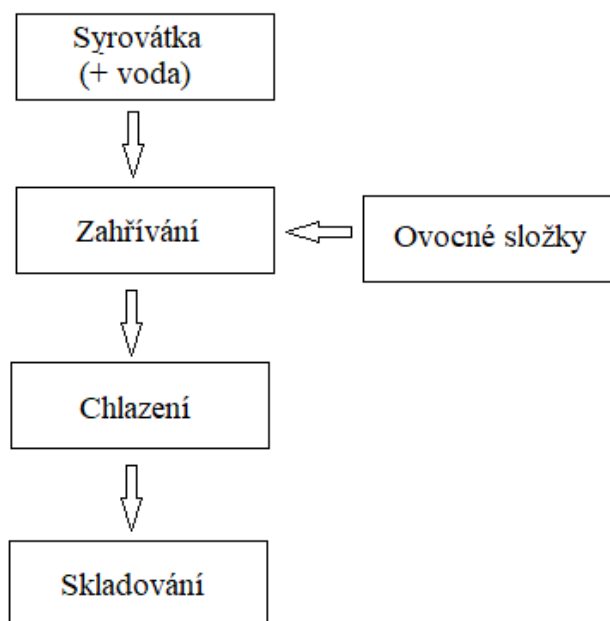 Syrovátka
(+ voda)
Zahřívání
Ovocné složky
Chlazení
Skladování